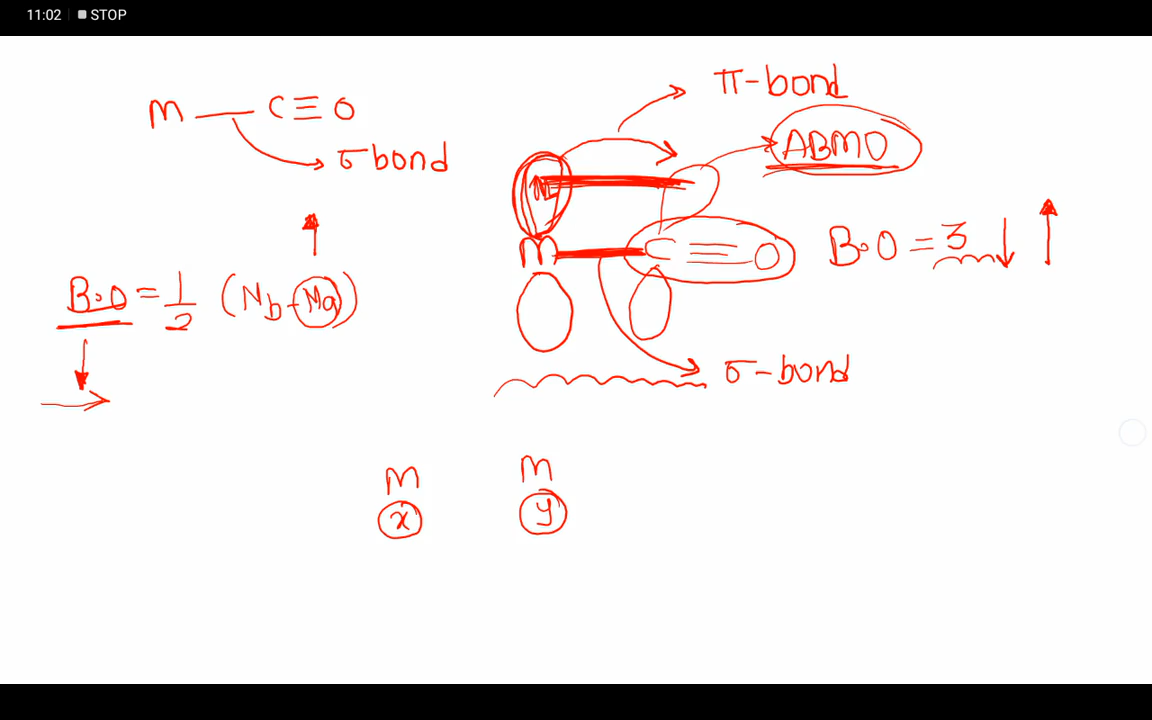 11:02 STOP
M — C ≡ O
σ bond
π-bond
ABMO
M C ≡ O
B.O = 3 ↓ ↑
B.O = 1/2 (Nb - Na)
σ-bond
M M
x y